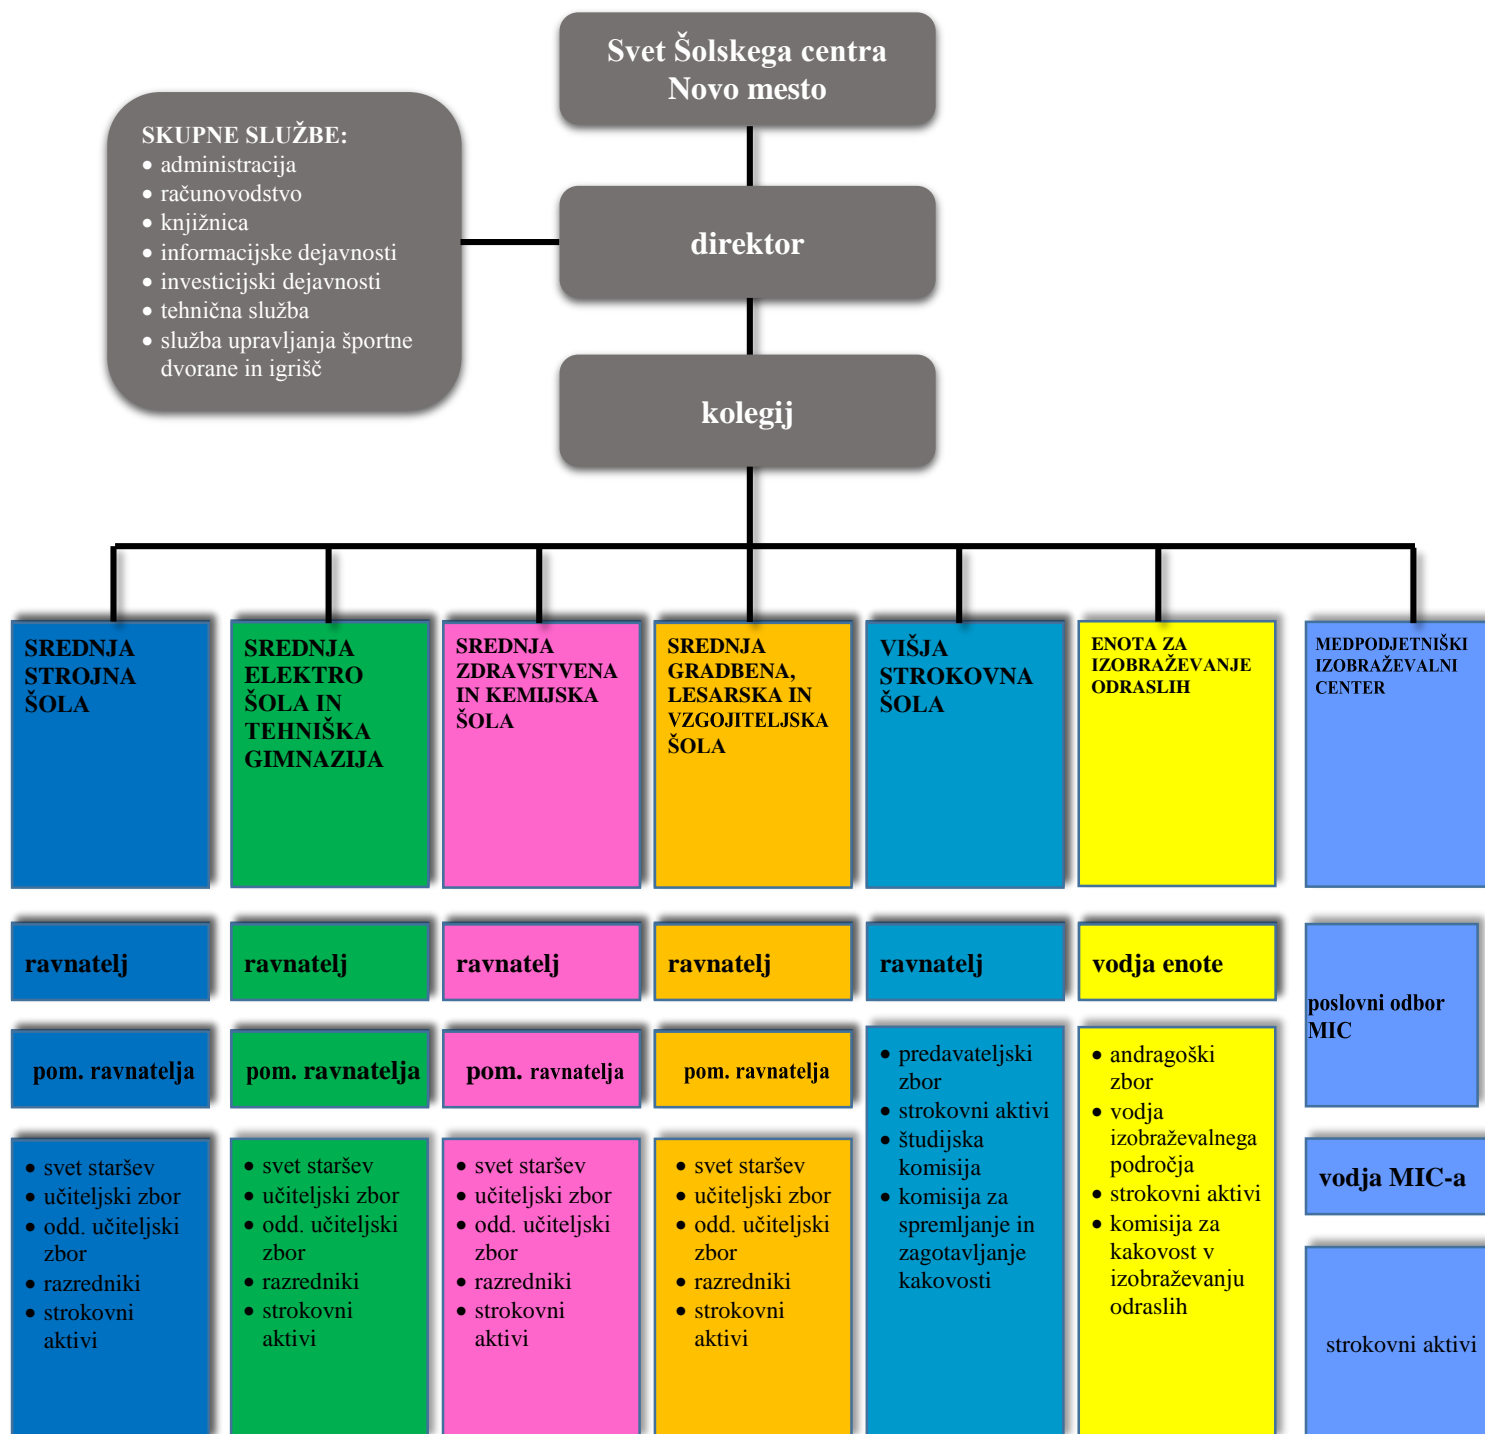 Svet Šolskega centra
Novo mesto
SKUPNE SLUŽBE:
• administracija
• računovodstvo
• knjižnica
• informacijske dejavnosti
• investicijski dejavnosti
• tehnična služba
• služba upravljanja športne
dvorane in igrišč
direktor
kolegij
SREDNJA
STROJNA
ŠOLA
SREDNJA
ELEKTRO
ŠOLA IN
TEHNIŠKA
GIMNAZIJA
SREDNJA
ZDRAVSTVENA
IN KEMIJSKA
ŠOLA
SREDNJA
GRADBENA,
LESARSKA IN
VZGOJITELJSKA
ŠOLA
VIŠJA
STROKOVNA
ŠOLA
ENOTA ZA
IZOBRAŽEVANJE
ODRASLIH
MEDPODJETNIŠKI
IZOBRAŽEVALNI
CENTER
ravnatelj
ravnatelj
ravnatelj
ravnatelj
ravnatelj
vodja enote
poslovni odbor
MIC
pom. ravnatelja
pom. ravnatelja
pom. ravnatelja
pom. ravnatelja
• predavateljski
zbor
• strokovni aktivi
• študijska
komisija
• komisija za
spremljanje in
zagotavljanje
kakovosti
• andragoški
zbor
• vodja
izobraževalnega
področja
• strokovni aktivi
• komisija za
kakovost v
izobraževanju
odraslih
vodja MIC-a
• svet staršev
• učiteljski zbor
• odd. učiteljski
zbor
• razredniki
• strokovni
aktivi
• svet staršev
• učiteljski zbor
• odd. učiteljski
zbor
• razredniki
• strokovni
aktivi
• svet staršev
• učiteljski zbor
• odd. učiteljski
zbor
• razredniki
• strokovni
aktivi
• svet staršev
• učiteljski zbor
• odd. učiteljski
zbor
• razredniki
• strokovni
aktivi
strokovni aktivi